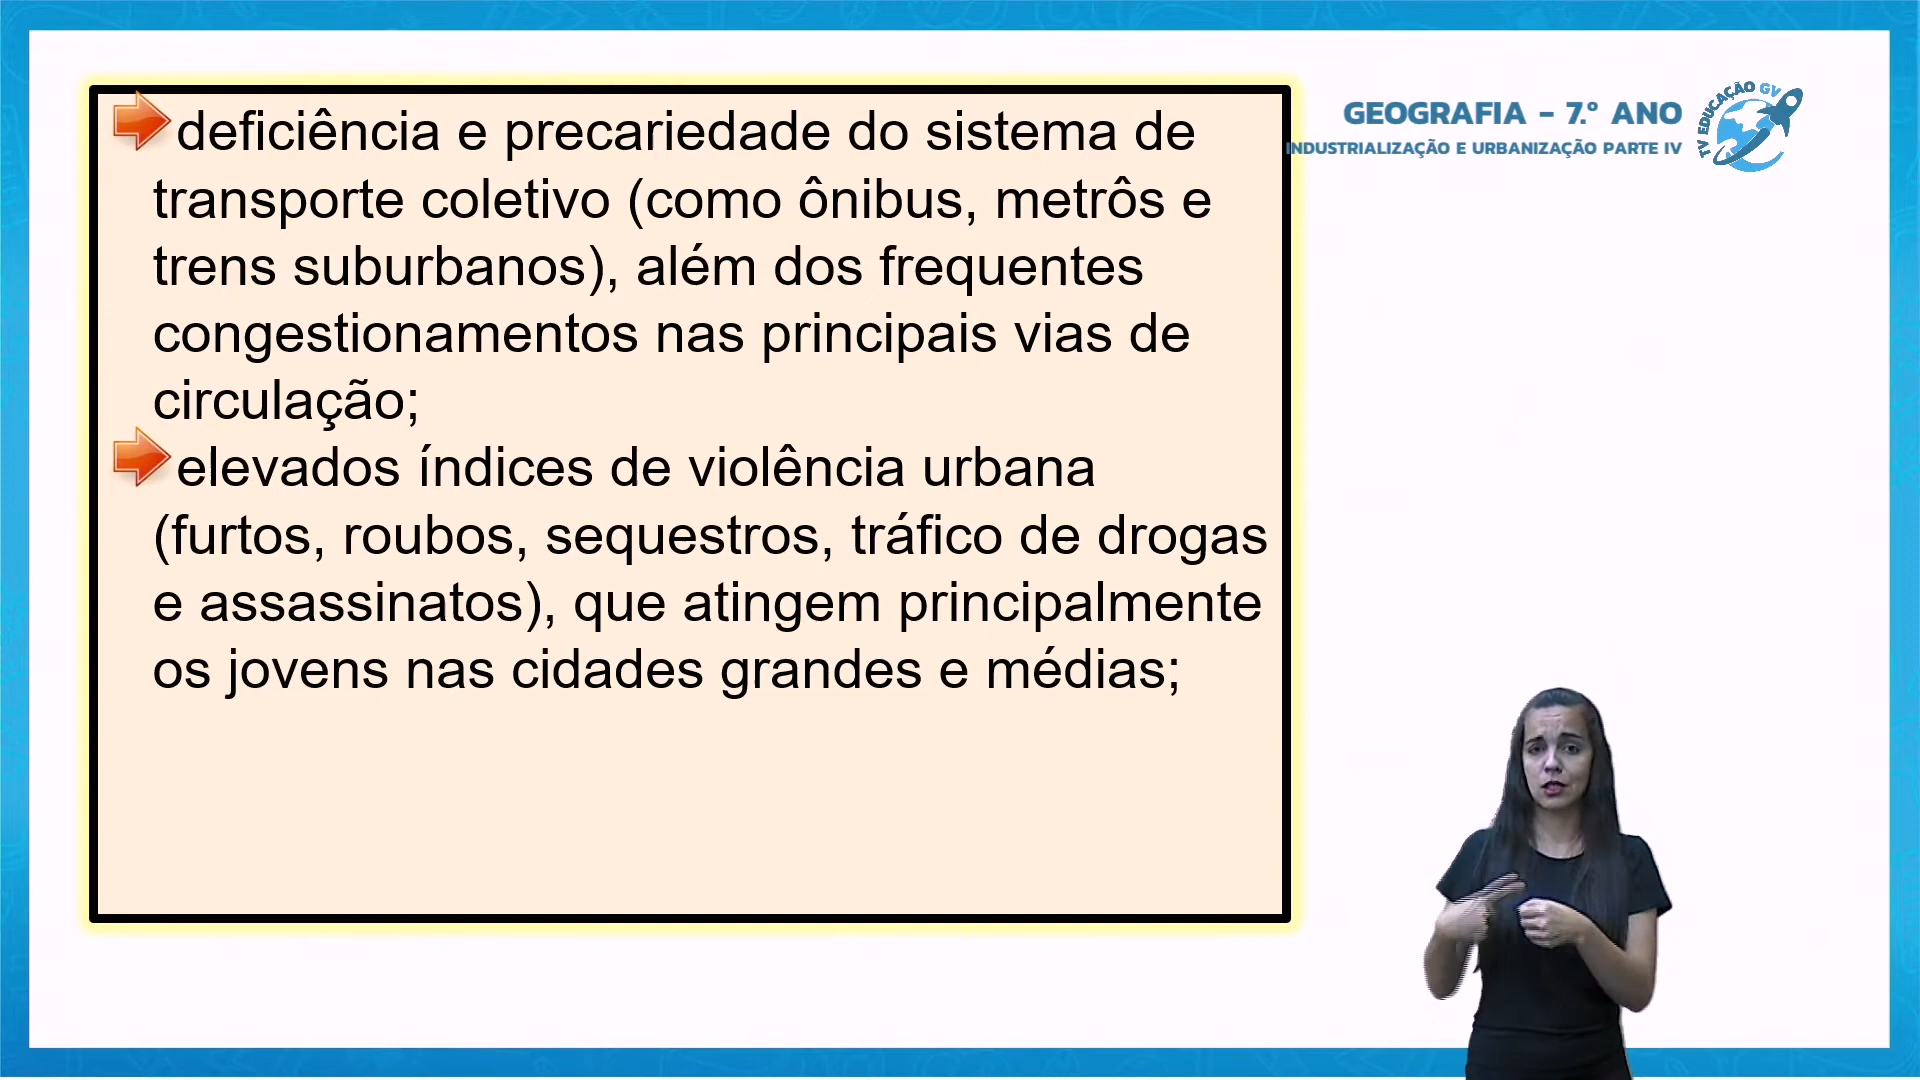 GEOGRAFIA - 7.º ANO
INDUSTRIALIZAÇÃO E URBANIZAÇÃO PARTE IV
TV EDUCAÇÃO GV
deficiência e precariedade do sistema de
transporte coletivo (como ônibus, metrôs e
trens suburbanos), além dos frequentes
congestionamentos nas principais vias de
circulação;
elevados índices de violência urbana
(furtos, roubos, sequestros, tráfico de drogas
e assassinatos), que atingem principalmente
os jovens nas cidades grandes e médias;